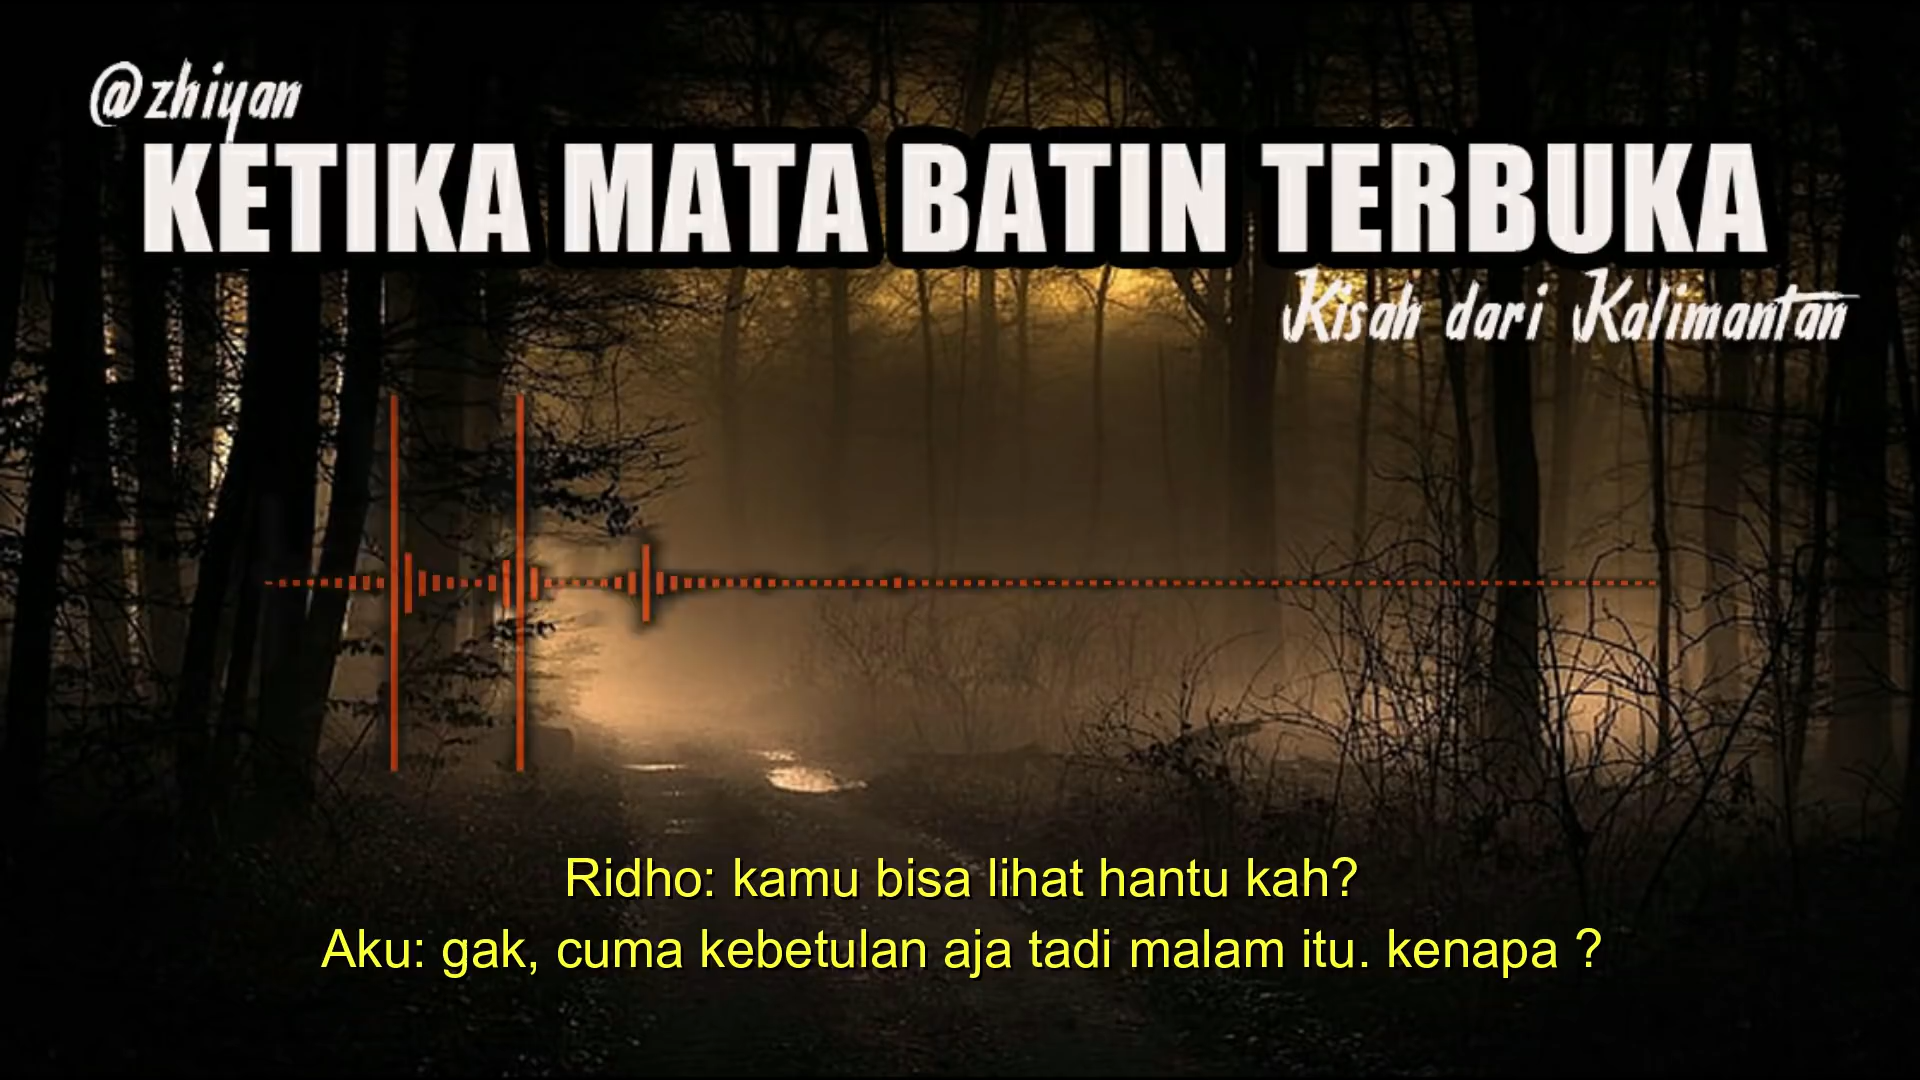 @zhiyan
KETIKA MATA BATIN TERBUKA
Kisah dari Kalimantan
Ridho: kamu bisa lihat hantu kah?
Aku: gak, cuma kebetulan aja tadi malam itu. kenapa ?